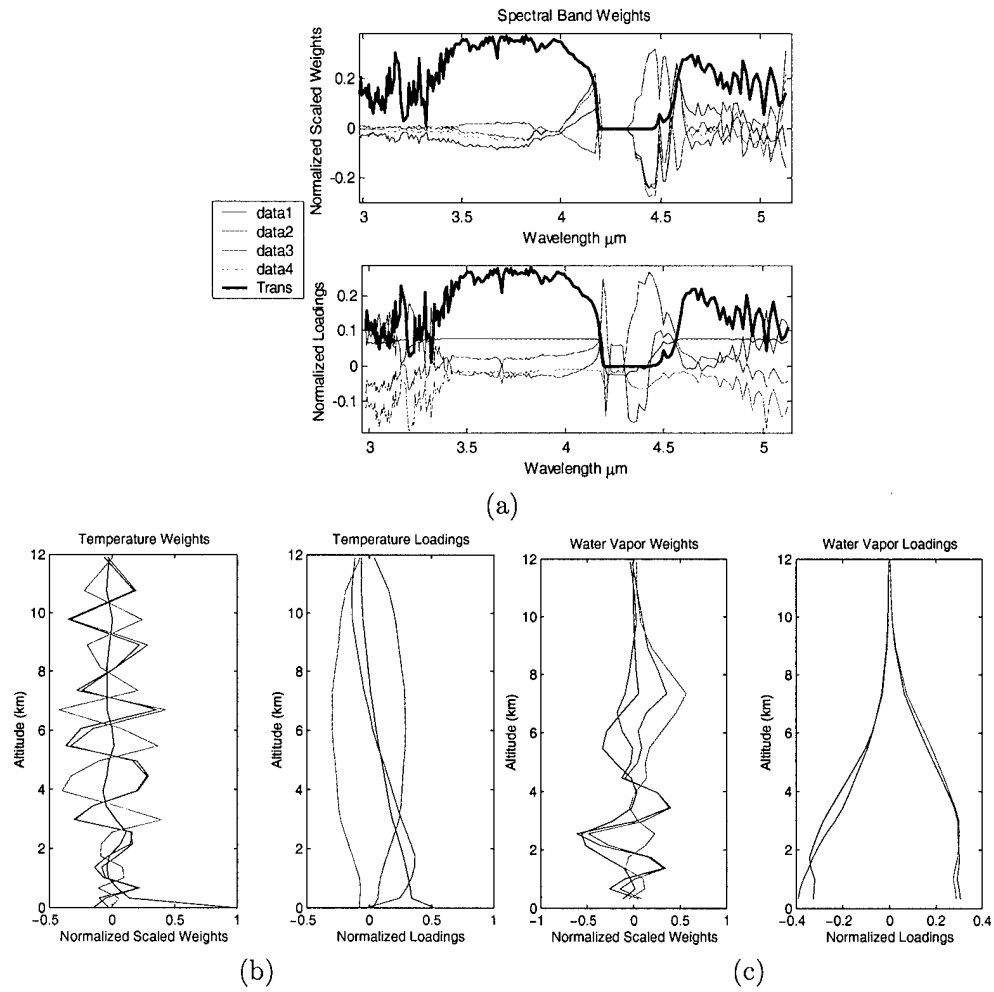 Spectral Band Weights
Normalized Scaled Weights
0.2
0
-0.2
3
3.5
4
4.5
5
Wavelength μm
data1
data2
data3
data4
Trans
Normalized Loadings
0.2
0.1
0
-0.1
3
3.5
4
4.5
5
Wavelength μm
(a)
Temperature Weights
Altitude (km)
12
10
8
6
4
2
0
−0.5
0
0.5
1
Normalized Scaled Weights
Temperature Loadings
Altitude (km)
12
10
8
6
4
2
0
−0.5
0
0.5
1
Normalized Loadings
(b)
Water Vapor Weights
Altitude (km)
12
10
8
6
4
2
0
−1
−0.5
0
0.5
1
Normalized Scaled Weights
Water Vapor Loadings
Altitude (km)
12
10
8
6
4
2
0
−0.4
−0.2
0
0.2
0.4
Normalized Loadings
(c)